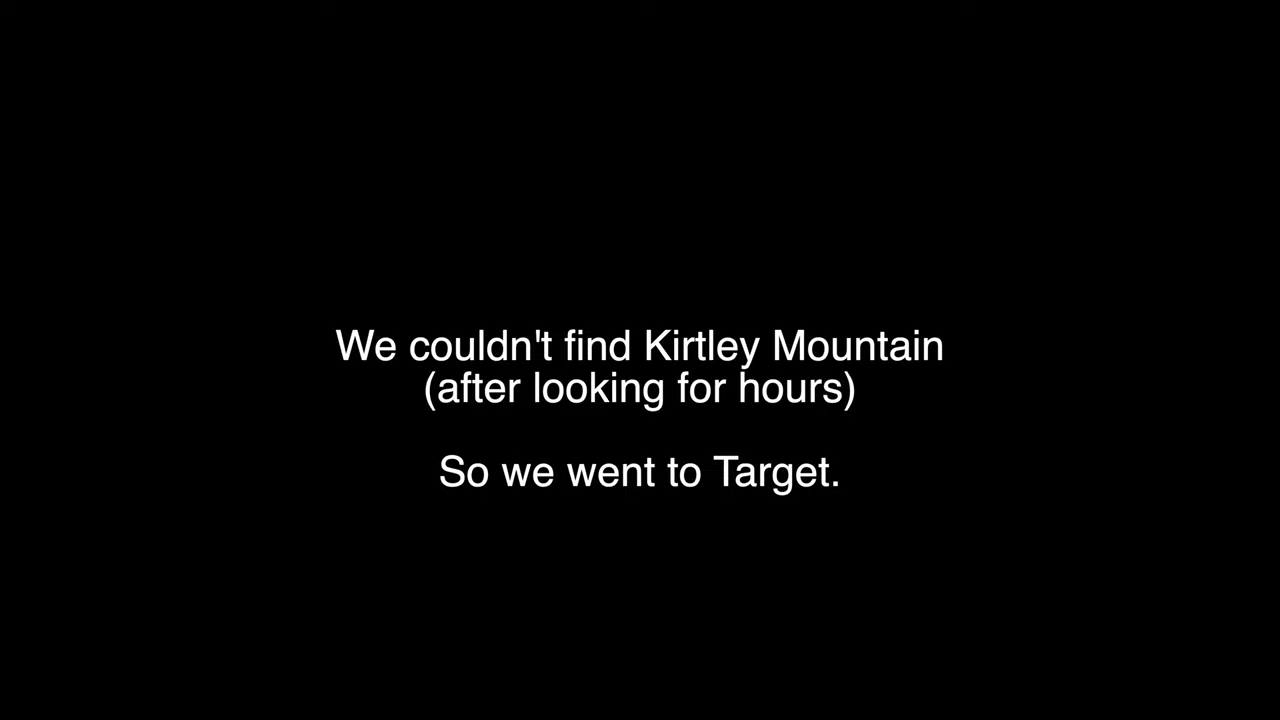 We couldn't find Kirtley Mountain
(after looking for hours)
So we went to Target.